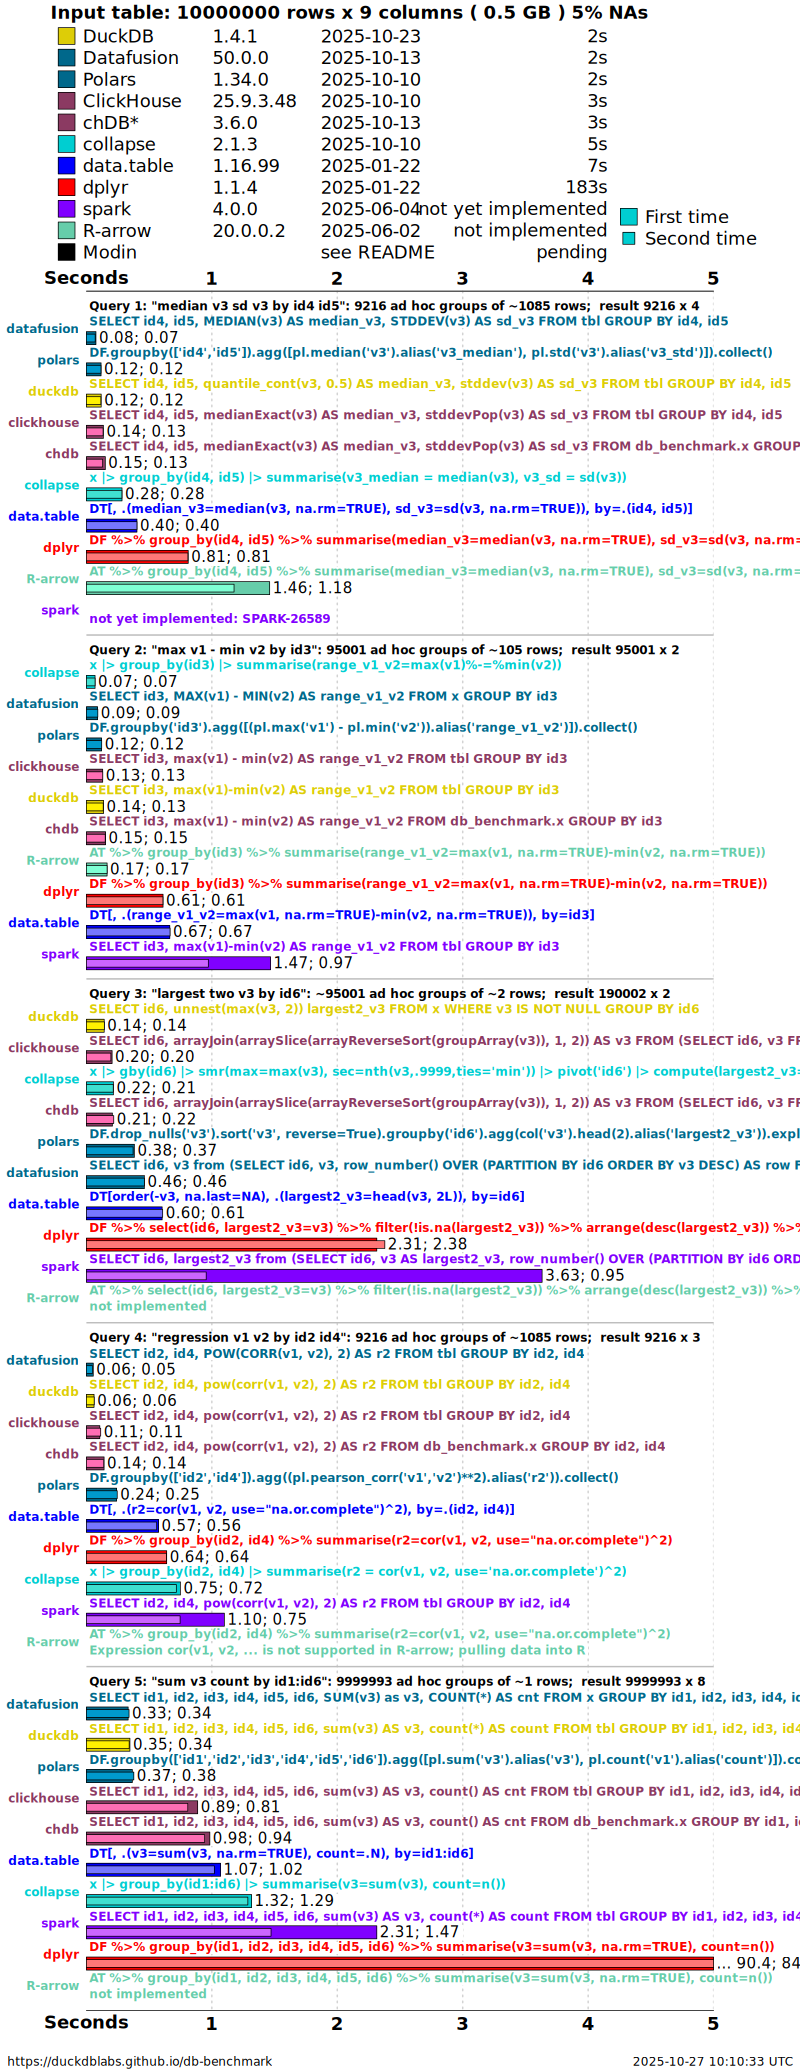 Input table: 10000000 rows x 9 columns ( 0.5 GB ) 5% NAs
DuckDB 1.4.1 2025-10-23 2s
Datafusion 50.0.0 2025-10-13 2s
Polars 1.34.0 2025-10-10 2s
ClickHouse 25.9.3.48 2025-10-10 3s
chDB* 3.6.0 2025-10-13 3s
collapse 2.1.3 2025-10-10 5s
data.table 1.16.99 2025-01-22 7s
dplyr 1.1.4 2025-01-22 183s
spark 4.0.0 2025-06-04 not yet implemented
First time
R-arrow 20.0.0.2 2025-06-02 not implemented
Second time
Modin see README pending
Seconds 1 2 3 4 5
Query 1: "median v3 sd v3 by id4 id5": 9216 ad hoc groups of ~1085 rows; result 9216 x 4
datafusion SELECT id4, id5, MEDIAN(v3) AS median_v3, STDDEV(v3) AS sd_v3 FROM tbl GROUP BY id4, id5
0.08; 0.07
polars DF.groupby(['id4','id5']).agg([pl.median('v3').alias('v3_median'), pl.std('v3').alias('v3_std')]).collect()
0.12; 0.12
duckdb SELECT id4, id5, quantile_cont(v3, 0.5) AS median_v3, stddev(v3) AS sd_v3 FROM tbl GROUP BY id4, id5
0.12; 0.12
clickhouse SELECT id4, id5, medianExact(v3) AS median_v3, stddevPop(v3) AS sd_v3 FROM tbl GROUP BY id4, id5
0.14; 0.13
chdb SELECT id4, id5, medianExact(v3) AS median_v3, stddevPop(v3) AS sd_v3 FROM db_benchmark.x GROUP
0.15; 0.13
collapse x |> group_by(id4, id5) |> summarise(v3_median = median(v3), v3_sd = sd(v3))
0.28; 0.28
data.table DT[, .(median_v3=median(v3, na.rm=TRUE), sd_v3=sd(v3, na.rm=TRUE)), by=.(id4, id5)]
0.40; 0.40
dplyr DF %>% group_by(id4, id5) %>% summarise(median_v3=median(v3, na.rm=TRUE), sd_v3=sd(v3, na.rm=
0.81; 0.81
R-arrow AT %>% group_by(id4, id5) %>% summarise(median_v3=median(v3, na.rm=TRUE), sd_v3=sd(v3, na.rm=
1.46; 1.18
spark not yet implemented: SPARK-26589
Query 2: "max v1 - min v2 by id3": 95001 ad hoc groups of ~105 rows; result 95001 x 2
collapse x |> group_by(id3) |> summarise(range_v1_v2=max(v1)%-=%min(v2))
0.07; 0.07
datafusion SELECT id3, MAX(v1) - MIN(v2) AS range_v1_v2 FROM x GROUP BY id3
0.09; 0.09
polars DF.groupby('id3').agg([(pl.max('v1') - pl.min('v2')).alias('range_v1_v2')]).collect()
0.12; 0.12
clickhouse SELECT id3, max(v1) - min(v2) AS range_v1_v2 FROM tbl GROUP BY id3
0.13; 0.13
duckdb SELECT id3, max(v1)-min(v2) AS range_v1_v2 FROM tbl GROUP BY id3
0.14; 0.13
chdb SELECT id3, max(v1) - min(v2) AS range_v1_v2 FROM db_benchmark.x GROUP BY id3
0.15; 0.15
R-arrow AT %>% group_by(id3) %>% summarise(range_v1_v2=max(v1, na.rm=TRUE)-min(v2, na.rm=TRUE))
0.17; 0.17
dplyr DF %>% group_by(id3) %>% summarise(range_v1_v2=max(v1, na.rm=TRUE)-min(v2, na.rm=TRUE))
0.61; 0.61
data.table DT[, .(range_v1_v2=max(v1, na.rm=TRUE)-min(v2, na.rm=TRUE)), by=id3]
0.67; 0.67
spark SELECT id3, max(v1)-min(v2) AS range_v1_v2 FROM tbl GROUP BY id3
1.47; 0.97
Query 3: "largest two v3 by id6": ~95001 ad hoc groups of ~2 rows; result 190002 x 2
duckdb SELECT id6, unnest(max(v3, 2)) largest2_v3 FROM x WHERE v3 IS NOT NULL GROUP BY id6
0.14; 0.14
clickhouse SELECT id6, arrayJoin(arraySlice(arrayReverseSort(groupArray(v3)), 1, 2)) AS v3 FROM (SELECT id6, v3 FR
0.20; 0.20
collapse x |> gby(id6) |> smr(max=max(v3), sec=nth(v3,.9999,ties='min')) |> pivot('id6') |> compute(largest2_v3=
0.22; 0.21
chdb SELECT id6, arrayJoin(arraySlice(arrayReverseSort(groupArray(v3)), 1, 2)) AS v3 FROM (SELECT id6, v3 FR
0.21; 0.22
polars DF.drop_nulls('v3').sort('v3', reverse=True).groupby('id6').agg(col('v3').head(2).alias('largest2_v3')).expl
0.38; 0.37
datafusion SELECT id6, v3 from (SELECT id6, v3, row_number() OVER (PARTITION BY id6 ORDER BY v3 DESC) AS row F
0.46; 0.46
data.table DT[order(-v3, na.last=NA), .(largest2_v3=head(v3, 2L)), by=id6]
0.60; 0.61
dplyr DF %>% select(id6, largest2_v3=v3) %>% filter(!is.na(largest2_v3)) %>% arrange(desc(largest2_v3)) %>%
2.31; 2.38
spark SELECT id6, largest2_v3 from (SELECT id6, v3 AS largest2_v3, row_number() OVER (PARTITION BY id6 ORD
3.63; 0.95
R-arrow AT %>% select(id6, largest2_v3=v3) %>% filter(!is.na(largest2_v3)) %>% arrange(desc(largest2_v3)) %>%
not implemented
Query 4: "regression v1 v2 by id2 id4": 9216 ad hoc groups of ~1085 rows; result 9216 x 3
datafusion SELECT id2, id4, POW(CORR(v1, v2), 2) AS r2 FROM tbl GROUP BY id2, id4
0.06; 0.05
duckdb SELECT id2, id4, pow(corr(v1, v2), 2) AS r2 FROM tbl GROUP BY id2, id4
0.06; 0.06
clickhouse SELECT id2, id4, pow(corr(v1, v2), 2) AS r2 FROM tbl GROUP BY id2, id4
0.11; 0.11
chdb SELECT id2, id4, pow(corr(v1, v2), 2) AS r2 FROM db_benchmark.x GROUP BY id2, id4
0.14; 0.14
polars DF.groupby(['id2','id4']).agg((pl.pearson_corr('v1','v2')**2).alias('r2')).collect()
0.24; 0.25
data.table DT[, .(r2=cor(v1, v2, use="na.or.complete")^2), by=.(id2, id4)]
0.57; 0.56
dplyr DF %>% group_by(id2, id4) %>% summarise(r2=cor(v1, v2, use="na.or.complete")^2)
0.64; 0.64
collapse x |> group_by(id2, id4) |> summarise(r2 = cor(v1, v2, use='na.or.complete')^2)
0.75; 0.72
spark SELECT id2, id4, pow(corr(v1, v2), 2) AS r2 FROM tbl GROUP BY id2, id4
1.10; 0.75
R-arrow AT %>% group_by(id2, id4) %>% summarise(r2=cor(v1, v2, use="na.or.complete")^2)
Expression cor(v1, v2, ... is not supported in R-arrow; pulling data into R
Query 5: "sum v3 count by id1:id6": 9999993 ad hoc groups of ~1 rows; result 9999993 x 8
datafusion SELECT id1, id2, id3, id4, id5, id6, SUM(v3) as v3, COUNT(*) AS cnt FROM x GROUP BY id1, id2, id3, id4, id
0.33; 0.34
duckdb SELECT id1, id2, id3, id4, id5, id6, sum(v3) AS v3, count(*) AS count FROM tbl GROUP BY id1, id2, id3, id4
0.35; 0.34
polars DF.groupby(['id1','id2','id3','id4','id5','id6']).agg([pl.sum('v3').alias('v3'), pl.count('v1').alias('count')]).co
0.37; 0.38
clickhouse SELECT id1, id2, id3, id4, id5, id6, sum(v3) AS v3, count() AS cnt FROM tbl GROUP BY id1, id2, id3, id4, id
0.89; 0.81
chdb SELECT id1, id2, id3, id4, id5, id6, sum(v3) AS v3, count() AS cnt FROM db_benchmark.x GROUP BY id1, i
0.98; 0.94
data.table DT[, .(v3=sum(v3, na.rm=TRUE), count=.N), by=id1:id6]
1.07; 1.02
collapse x |> group_by(id1:id6) |> summarise(v3=sum(v3), count=n())
1.32; 1.29
spark SELECT id1, id2, id3, id4, id5, id6, sum(v3) AS v3, count(*) AS count FROM tbl GROUP BY id1, id2, id3, id4
2.31; 1.47
dplyr DF %>% group_by(id1, id2, id3, id4, id5, id6) %>% summarise(v3=sum(v3, na.rm=TRUE), count=n())
... 90.4; 84
R-arrow AT %>% group_by(id1, id2, id3, id4, id5, id6) %>% summarise(v3=sum(v3, na.rm=TRUE), count=n())
not implemented
Seconds 1 2 3 4 5
https://duckdblabs.github.io/db-benchmark 2025-10-27 10:10:33 UTC